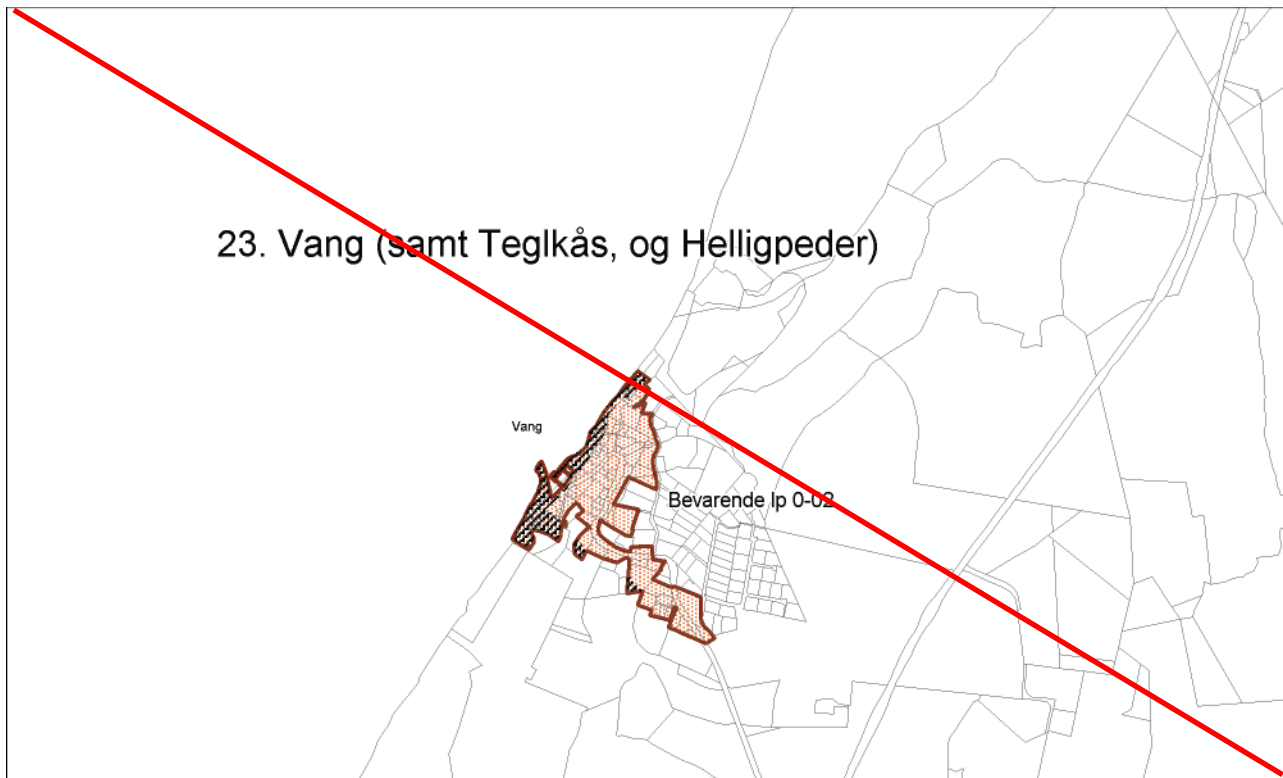 23. Vang (samt Teglkås, og Helligpeder)
Vang
Bevarende lp 0-02